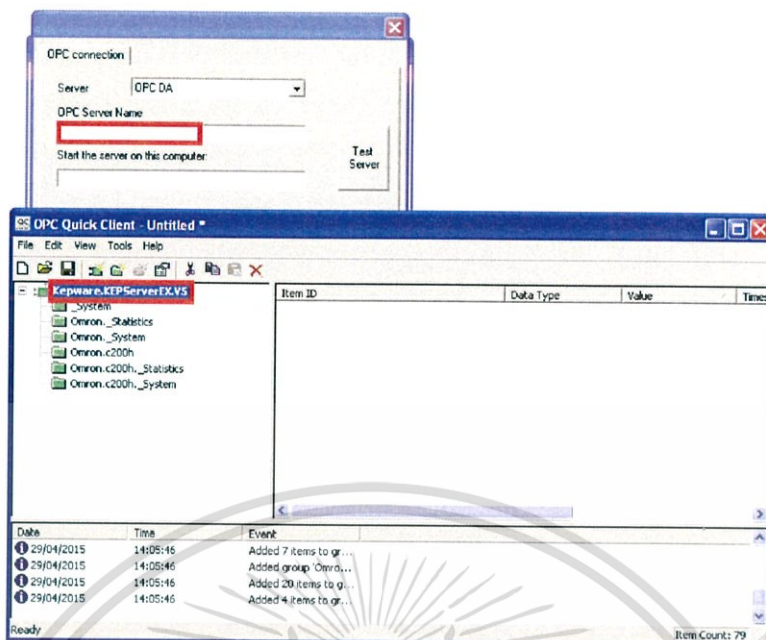 OPC connection
Server OPC DA
OPC Server Name
Start the server on this computer:
Test
Server
OPC Quick Client - Untitled *
File Edit View Tools Help
Kepware.KEPServerEX.V5
_System
Omron._Statistics
Omron._System
Omron.c200h
Omron.c200h._Statistics
Omron.c200h._System
Item ID Data Type Value Times
Date Time Event
29/04/2015 14:05:46 Added 7 items to gr...
29/04/2015 14:05:46 Added group 'Omro...
29/04/2015 14:05:46 Added 20 items to g...
29/04/2015 14:05:46 Added 4 items to gr...
Ready Item Count: 79